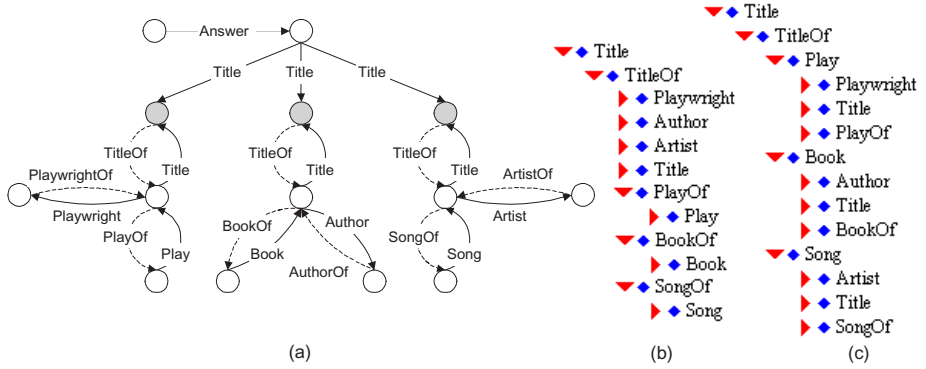 Answer
Title Title Title
TitleOf Title TitleOf Title TitleOf Title
PlaywrightOf
Playwright
PlayOf
Play
BookOf
Book
Author
AuthorOf
ArtistOf
Artist
SongOf
Song
(a)
Title
TitleOf
Playwright
Author
Artist
Title
PlayOf
Play
BookOf
Book
SongOf
Song
(b)
Title
TitleOf
Play
Playwright
Title
PlayOf
Book
Author
Title
BookOf
Song
Artist
Title
SongOf
(c)